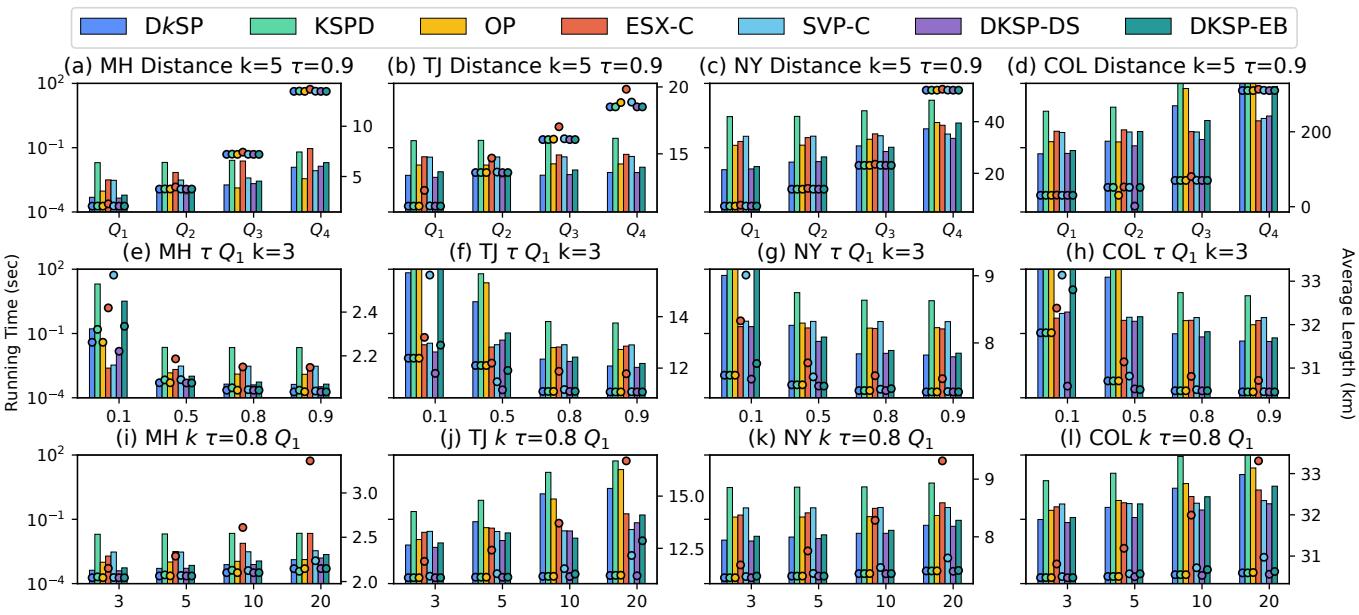 DkSP KSPD OP ESX-C SVP-C DKSP-DS DKSP-EB
(a) MH Distance k=5 τ=0.9
(b) TJ Distance k=5 τ=0.9
(c) NY Distance k=5 τ=0.9
(d) COL Distance k=5 τ=0.9
10² 10⁻¹ 10⁻⁴
10 5
20 15
40 20
200 0
Q₁ Q₂ Q₃ Q₄
Q₁ Q₂ Q₃ Q₄
Q₁ Q₂ Q₃ Q₄
Q₁ Q₂ Q₃ Q₄
Running Time (sec)
(e) MH τ Q₁ k=3
(f) TJ τ Q₁ k=3
(g) NY τ Q₁ k=3
(h) COL τ Q₁ k=3
10² 10⁻¹ 10⁻⁴
2.4 2.2
14 12
9 8
33 32 31
0.1 0.5 0.8 0.9
0.1 0.5 0.8 0.9
0.1 0.5 0.8 0.9
0.1 0.5 0.8 0.9
Average Length (km)
(i) MH k τ=0.8 Q₁
(j) TJ k τ=0.8 Q₁
(k) NY k τ=0.8 Q₁
(l) COL k τ=0.8 Q₁
10² 10⁻¹ 10⁻⁴
3.0 2.5 2.0
15.0 12.5
9 8
33 32 31
3 5 10 20
3 5 10 20
3 5 10 20
3 5 10 20